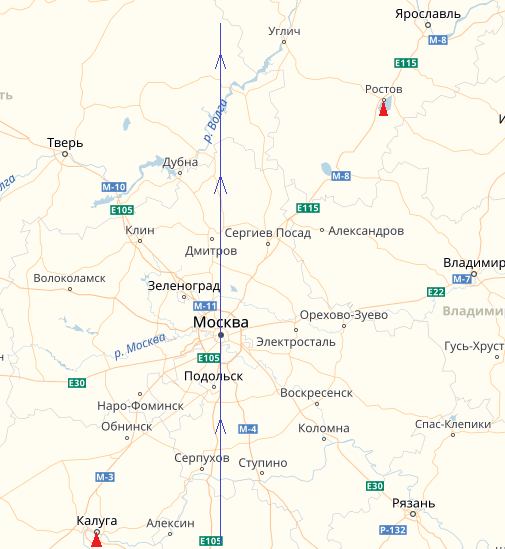 Ярославль
М-8
Углич
E115
Ростов
ть
р. Волга
И
Тверь
Дубна
М-8
М-10
лга
E105
E115
Клин
Сергиев Посад
Александров
Дмитров
Владимир
Волоколамск
М-7
Зеленоград
E22
М-11
Владимир
Орехово-Зуево
Москва
р. Москва
Электросталь
Гусь-Хруст
E105
н
Подольск
E30
Воскресенск
Наро-Фоминск
Обнинск
М-4
Коломна
Спас-Клепики
Серпухов
Ступино
М-3
E30
Рязань
Калуга
Алексин
Р-132
E105